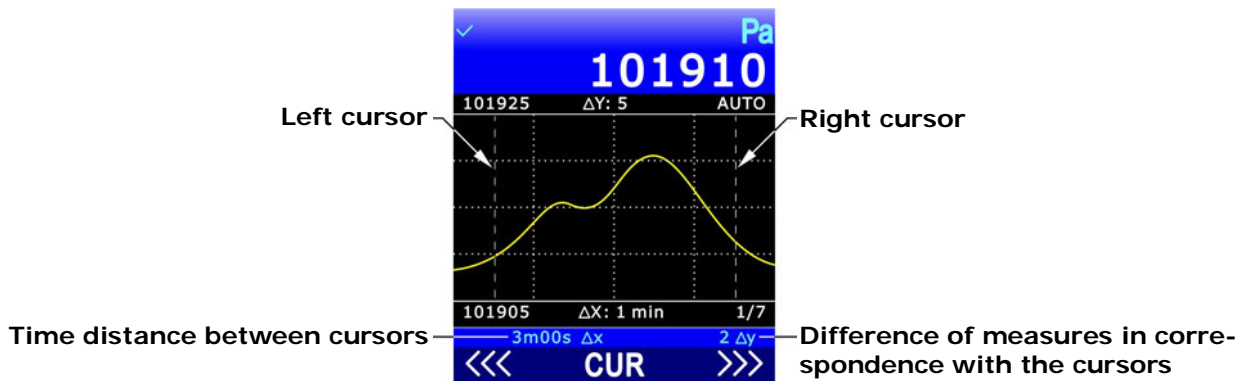 Pa
101910
101925 ΔY: 5 AUTO
Left cursor
Right cursor
101905 ΔX: 1 min 1/7
Time distance between cursors
3m00s Δx 2 Δy
Difference of measures in corre-
spondence with the cursors
<<< CUR >>>